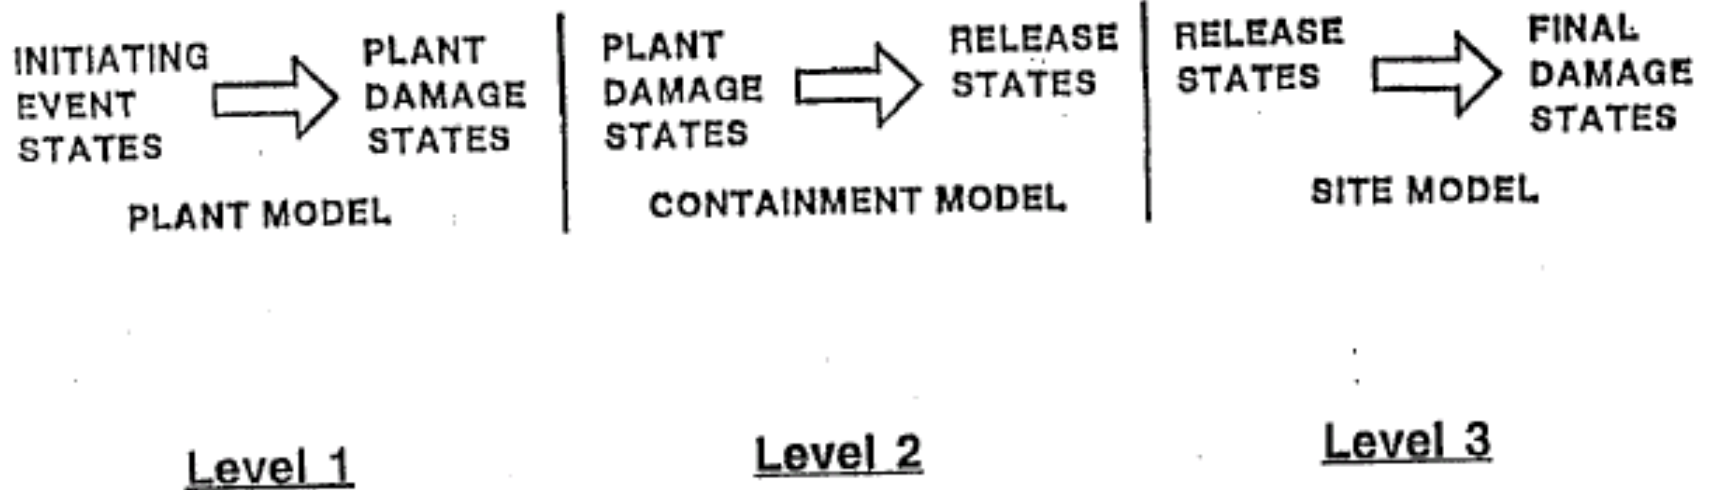 INITIATING
EVENT
STATES
PLANT
DAMAGE
STATES
PLANT MODEL
PLANT
DAMAGE
STATES
RELEASE
STATES
CONTAINMENT MODEL
RELEASE
STATES
FINAL
DAMAGE
STATES
SITE MODEL
Level 1
Level 2
Level 3